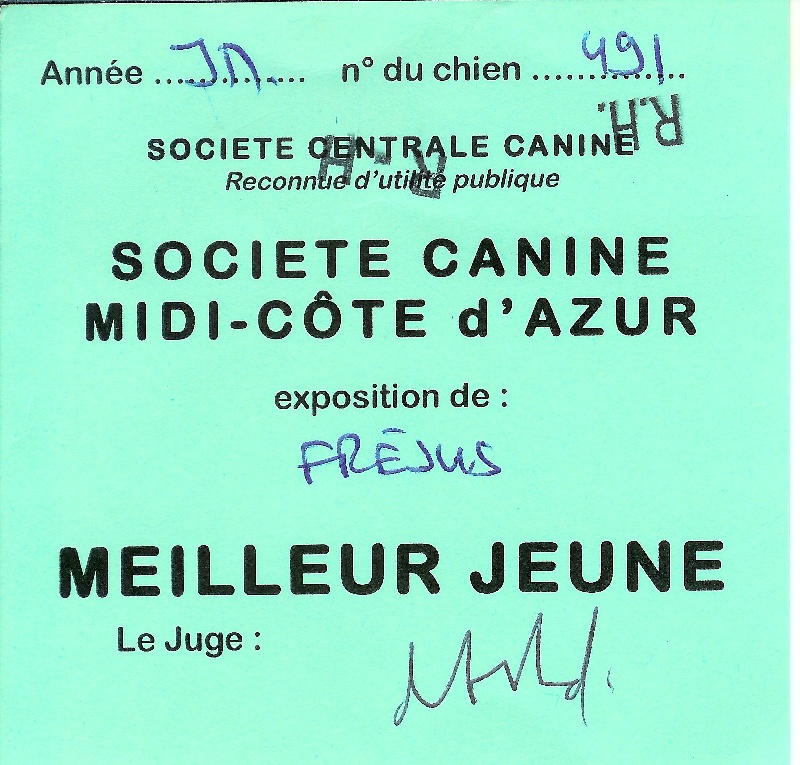 Année ..... JM. ..... n° du chien ..... 491 .....
R.H.
SOCIETE CENTRALE CANINE
Reconnue d'utilité publique
SOCIETE CANINE
MIDI-CÔTE d'AZUR
exposition de :
FRÉJUS
MEILLEUR JEUNE
Le Juge :